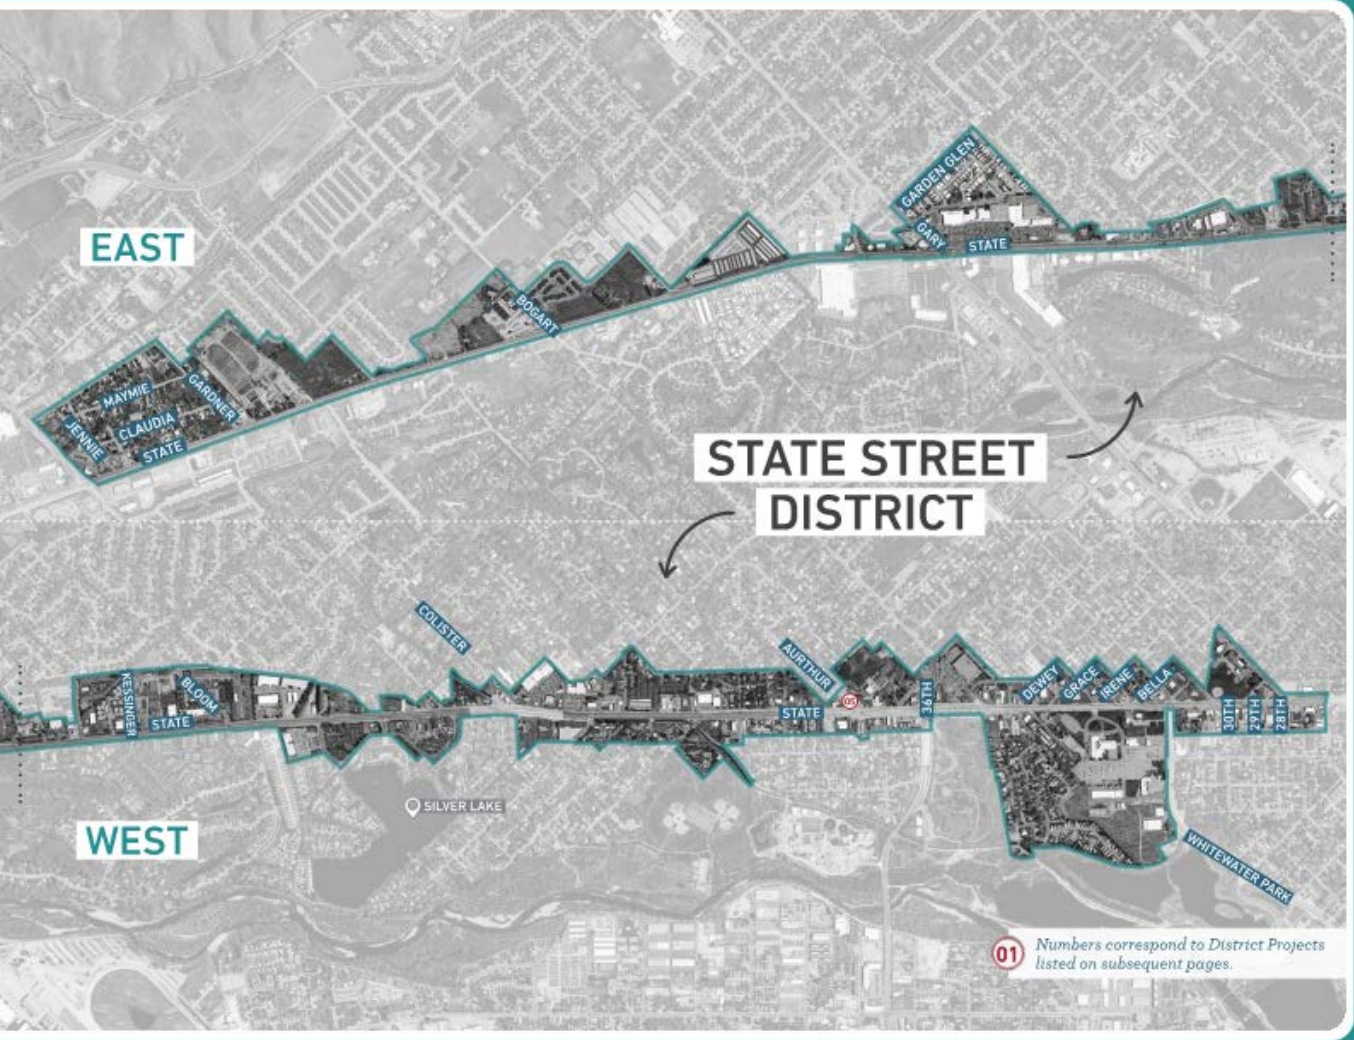 GARDEN GLEN
GARY
STATE
EAST
BOGART
MAYMIE
GARDNER
JENNIE
CLAUDIA
STATE
STATE STREET
DISTRICT
COLISTER
AURTHUR
KESSINGER
BLOOM
STATE
STATE
05
36TH
DEWEY
GRACE
IRENE
BELLA
30TH
29TH
28TH
SILVER LAKE
WEST
WHITEWATER PARK
01
Numbers correspond to District Projects
listed on subsequent pages.